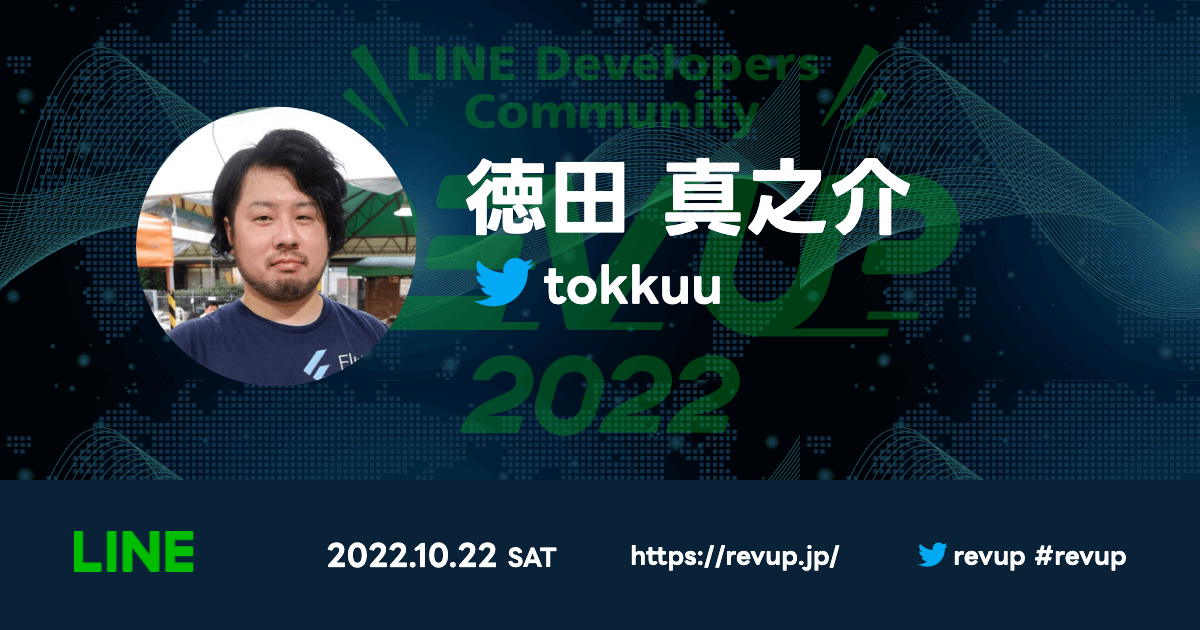 LINE Developers
Community
REVUP
2022
徳田 真之介
tokkuu
LINE
2022.10.22 SAT
https://revup.jp/
revup #revup